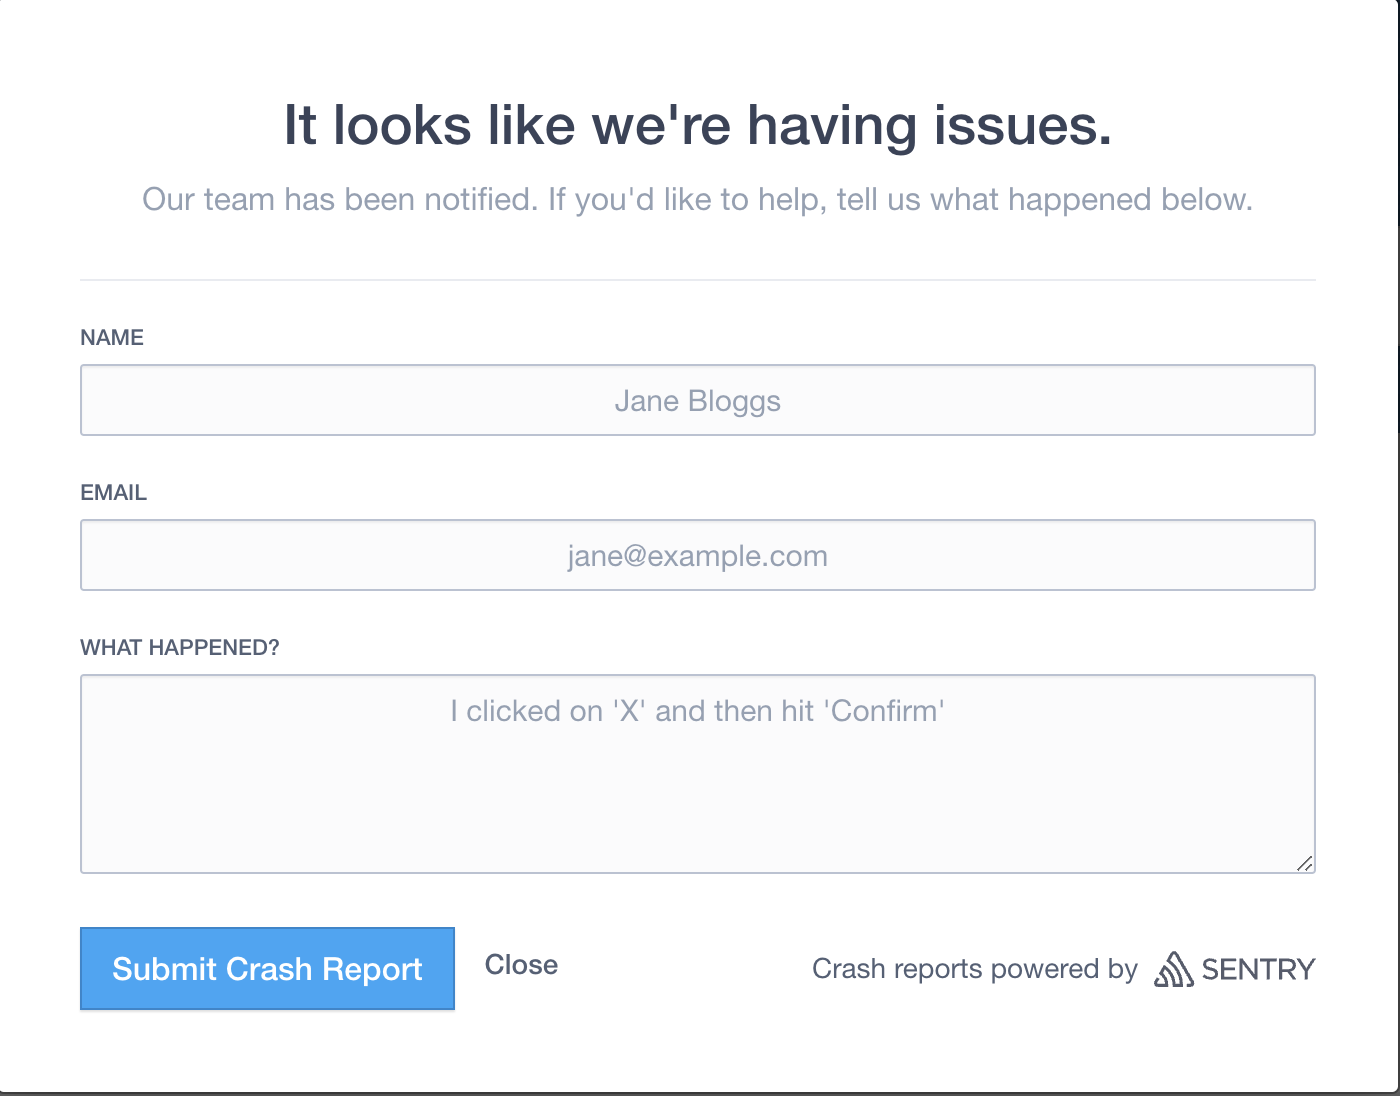 It looks like we're having issues.
Our team has been notified. If you'd like to help, tell us what happened below.
NAME
Jane Bloggs
EMAIL
jane@example.com
WHAT HAPPENED?
I clicked on 'X' and then hit 'Confirm'
Submit Crash Report
Close
Crash reports powered by SENTRY